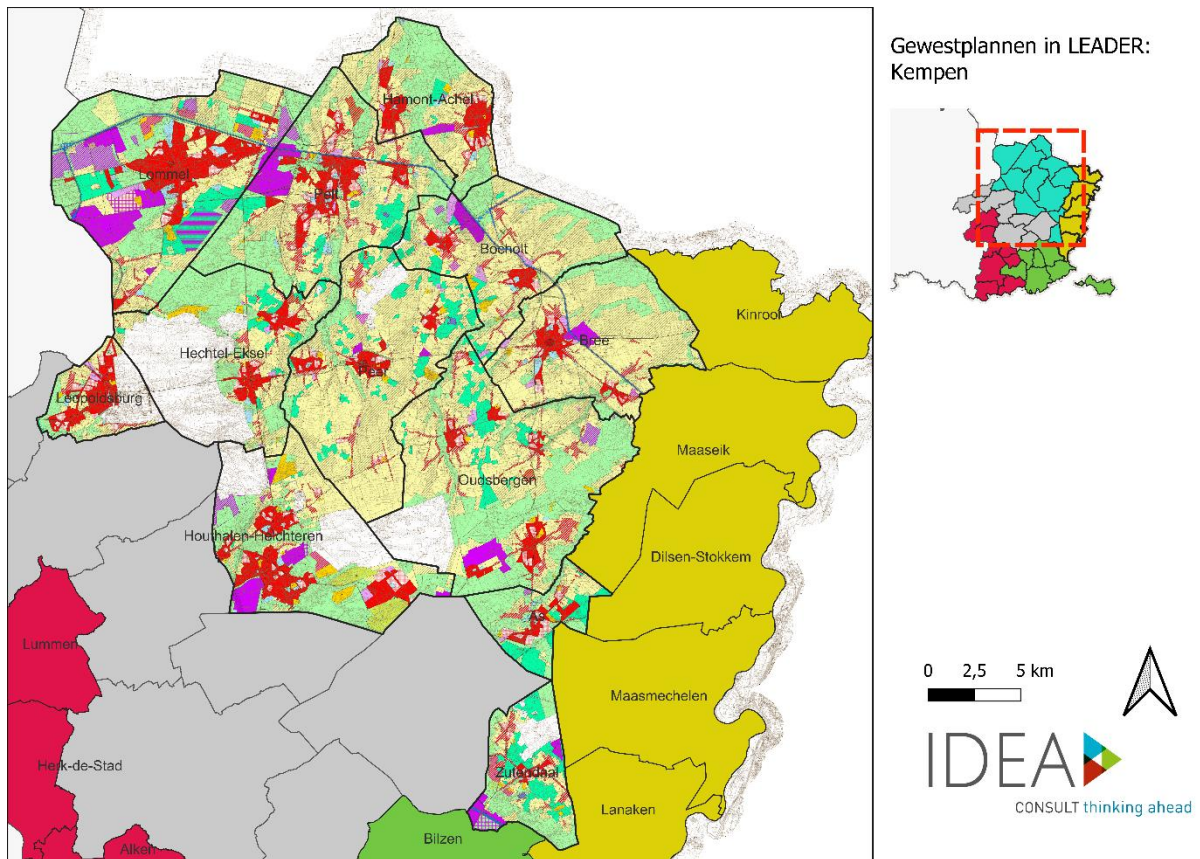 Gewestplannen in LEADER:
Kempen
Hamont-Achel
Lommel
Pelt
Bocholt
Kinrooi
Bree
Hechtel-Eksel
Peer
Leopoldsburg
Maaseik
Oudsbergen
Houthalen-Helchteren
Dilsen-Stokkem
As
Lummen
Maasmechelen
Herk-de-Stad
Zutendaal
Lanaken
Bilzen
Alken
0 2,5 5 km
IDEA
CONSULT thinking ahead